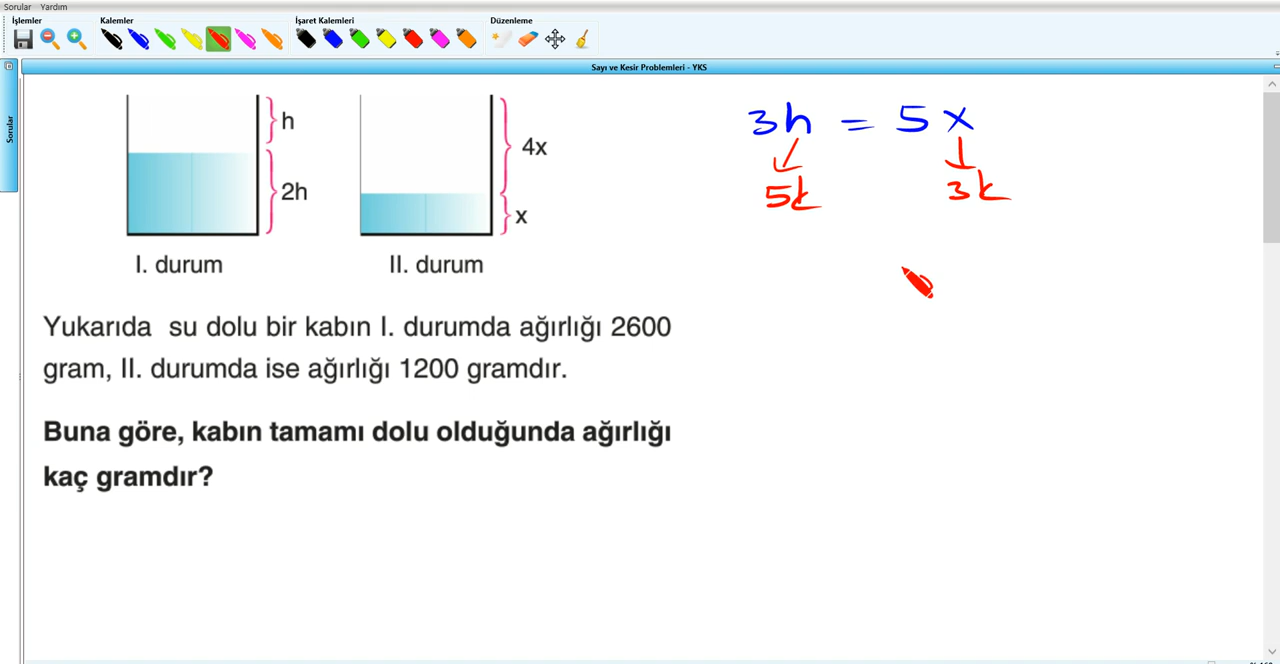 Sorular Yardım
İşlemler Kalemler İşaret Kalemleri Düzenleme
Sayı ve Kesir Problemleri - YKS
Sorular
h
2h
4x
x
I. durum II. durum
3h = 5x
5k 3k
Yukarıda su dolu bir kabın I. durumda ağırlığı 2600
gram, II. durumda ise ağırlığı 1200 gramdır.
Buna göre, kabın tamamı dolu olduğunda ağırlığı
kaç gramdır?